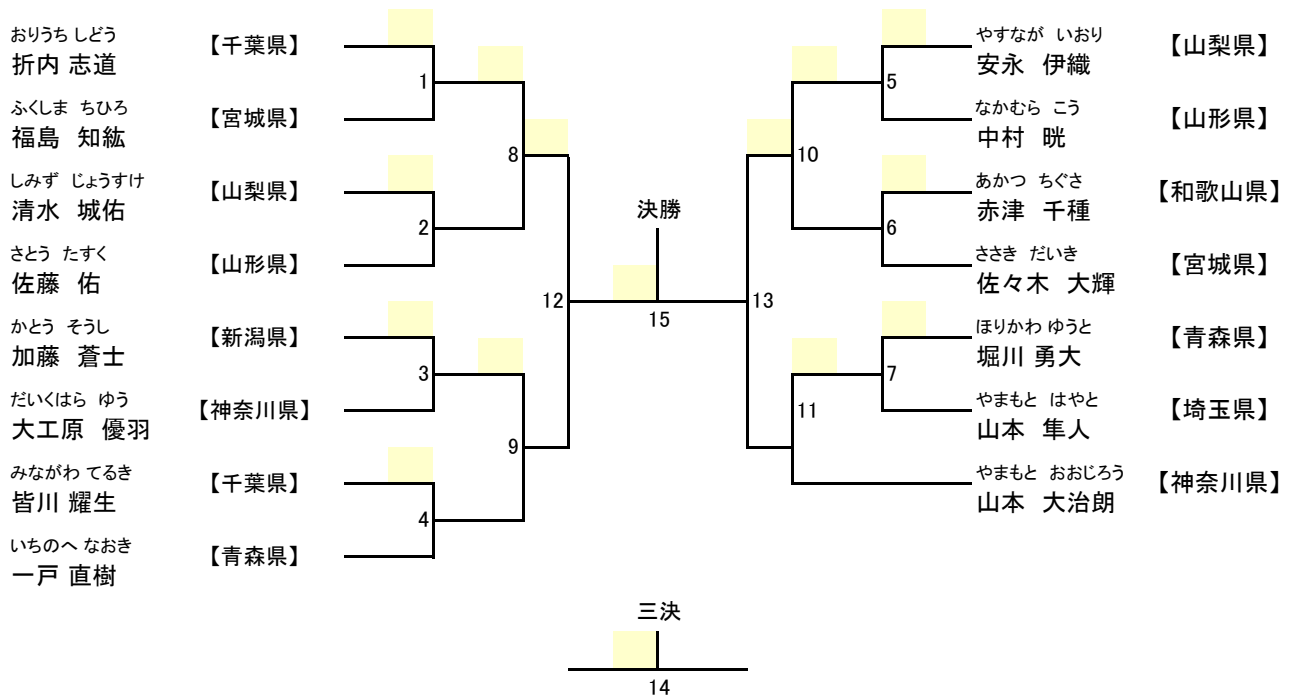 おりうち しどう
折内 志道
【千葉県】
ふくしま ちひろ
福島 知紘
【宮城県】
しみず じょうすけ
清水 城佑
【山梨県】
さとう たすく
佐藤 佑
【山形県】
かとう そうし
加藤 蒼士
【新潟県】
だいくはら ゆう
大工原 優羽
【神奈川県】
みながわ てるき
皆川 耀生
【千葉県】
いちのへ なおき
一戸 直樹
【青森県】
1
2
3
4
8
9
12
決勝
15
13
10
11
5
6
7
やすなが いおり
安永 伊織
【山梨県】
なかむら こう
中村 晄
【山形県】
あかつ ちぐさ
赤津 千種
【和歌山県】
ささき だいき
佐々木 大輝
【宮城県】
ほりかわ ゆうと
堀川 勇大
【青森県】
やまもと はやと
山本 隼人
【埼玉県】
やまもと おおじろう
山本 大治朗
【神奈川県】
三決
14